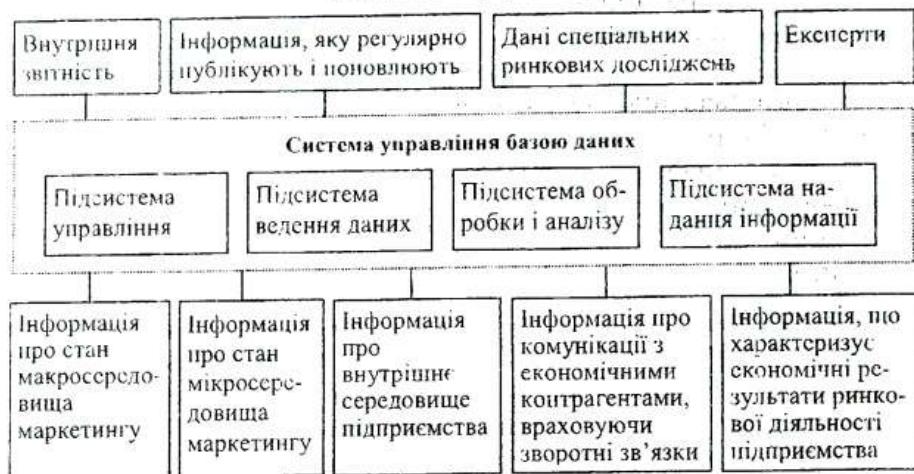 Внутрішня
звітність
Інформація, яку регулярно
публікують і поновлюють
Дані спеціальних
ринкових досліджень
Експерти
Система управління базою даних
Підсистема
управління
Підсистема
ведення даних
Підсистема об-
робки і аналізу
Підсистема на-
дання інформації
Інформація
про стан
макросередо-
вища
маркетингу
Інформація
про стан
мікросере-
довища
маркетингу
Інформація
про
внутрішнє
середовище
підприємства
Інформація про
комунікації з
економічними
контрагентами,
враховуючи
зворотні зв’язки
Інформація, що
характеризує
економічні ре-
зультати ринко-
вої діяльності
підприємства